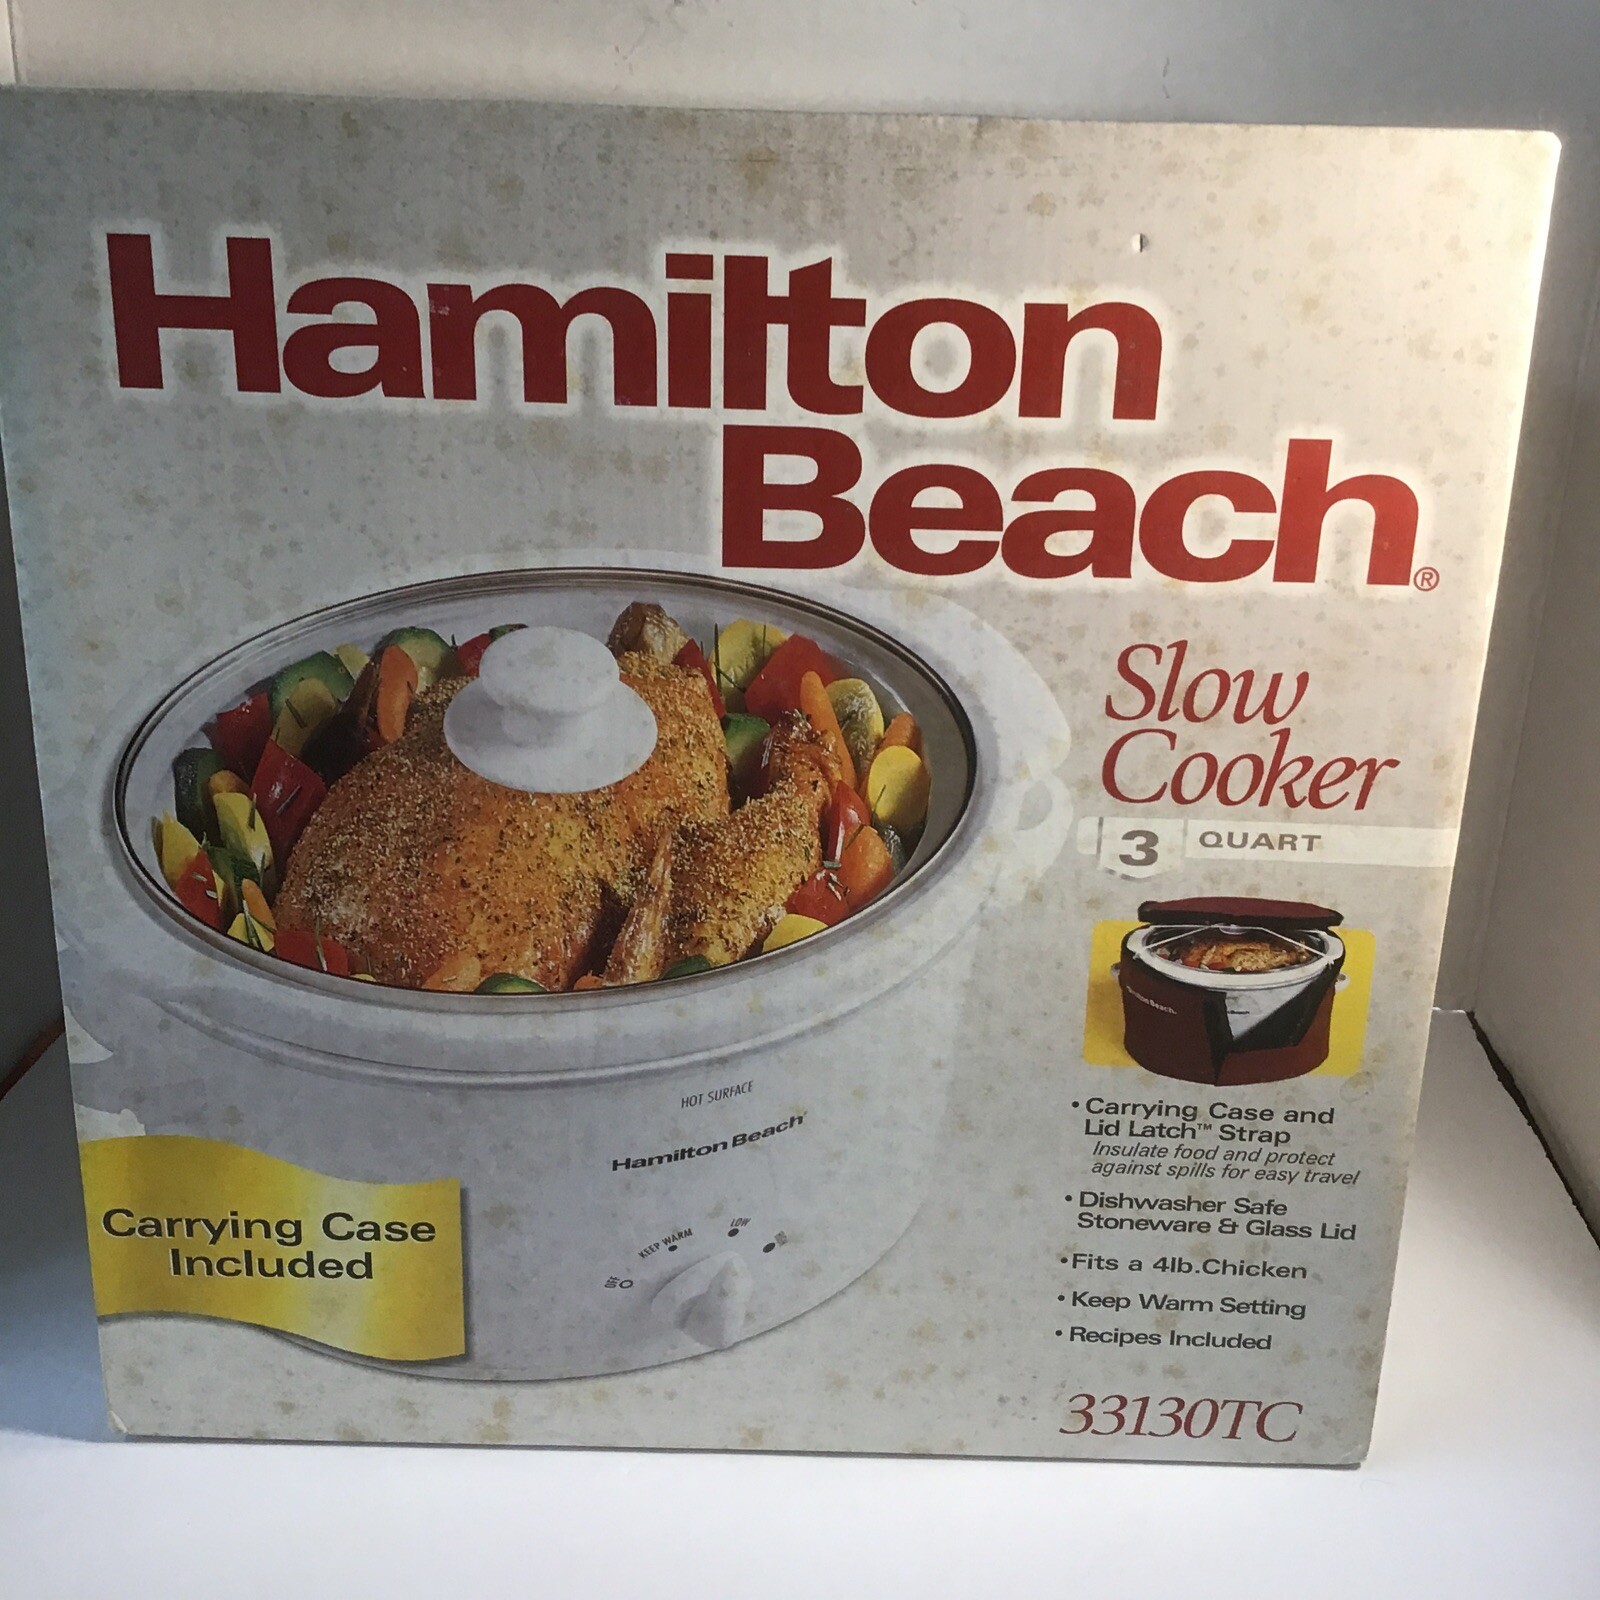 Hamilton
Beach®
Slow
Cooker
3 QUART
Hamilton Beach
• Carrying Case and
Lid Latch™ Strap
Insulate food and protect
against spills for easy travel
• Dishwasher Safe
Stoneware & Glass Lid
• Fits a 4lb.Chicken
• Keep Warm Setting
• Recipes Included
33130TC
HOT SURFACE
Hamilton Beach
KEEP WARM
LOW
Carrying Case
Included